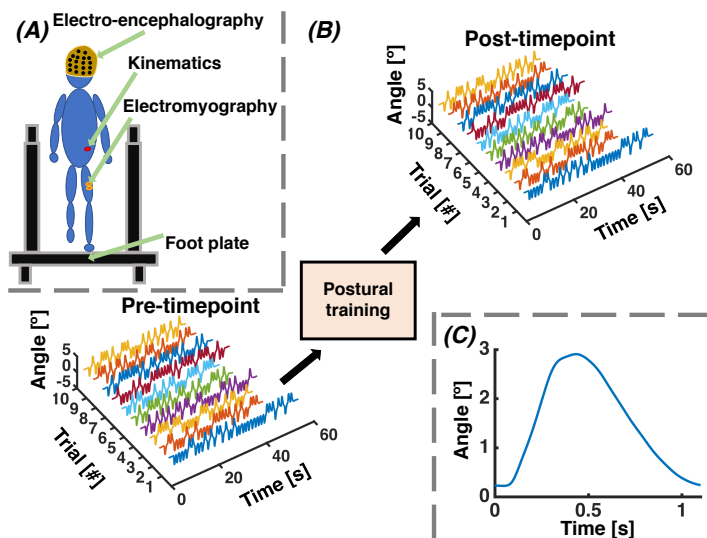 (A)
Electro-encephalography
Kinematics
Electromyography
Foot plate
(B)
Post-timepoint
Angle [°]
5
0
-5
10
9
8
7
6
5
4
3
2
1
Trial [#]
0
20
40
60
Time [s]
Postural
training
Pre-timepoint
Angle [°]
5
0
-5
10
9
8
7
6
5
4
3
2
1
Trial [#]
0
20
40
60
Time [s]
(C)
Angle [°]
3
2
1
0
0
0.5
1
Time [s]